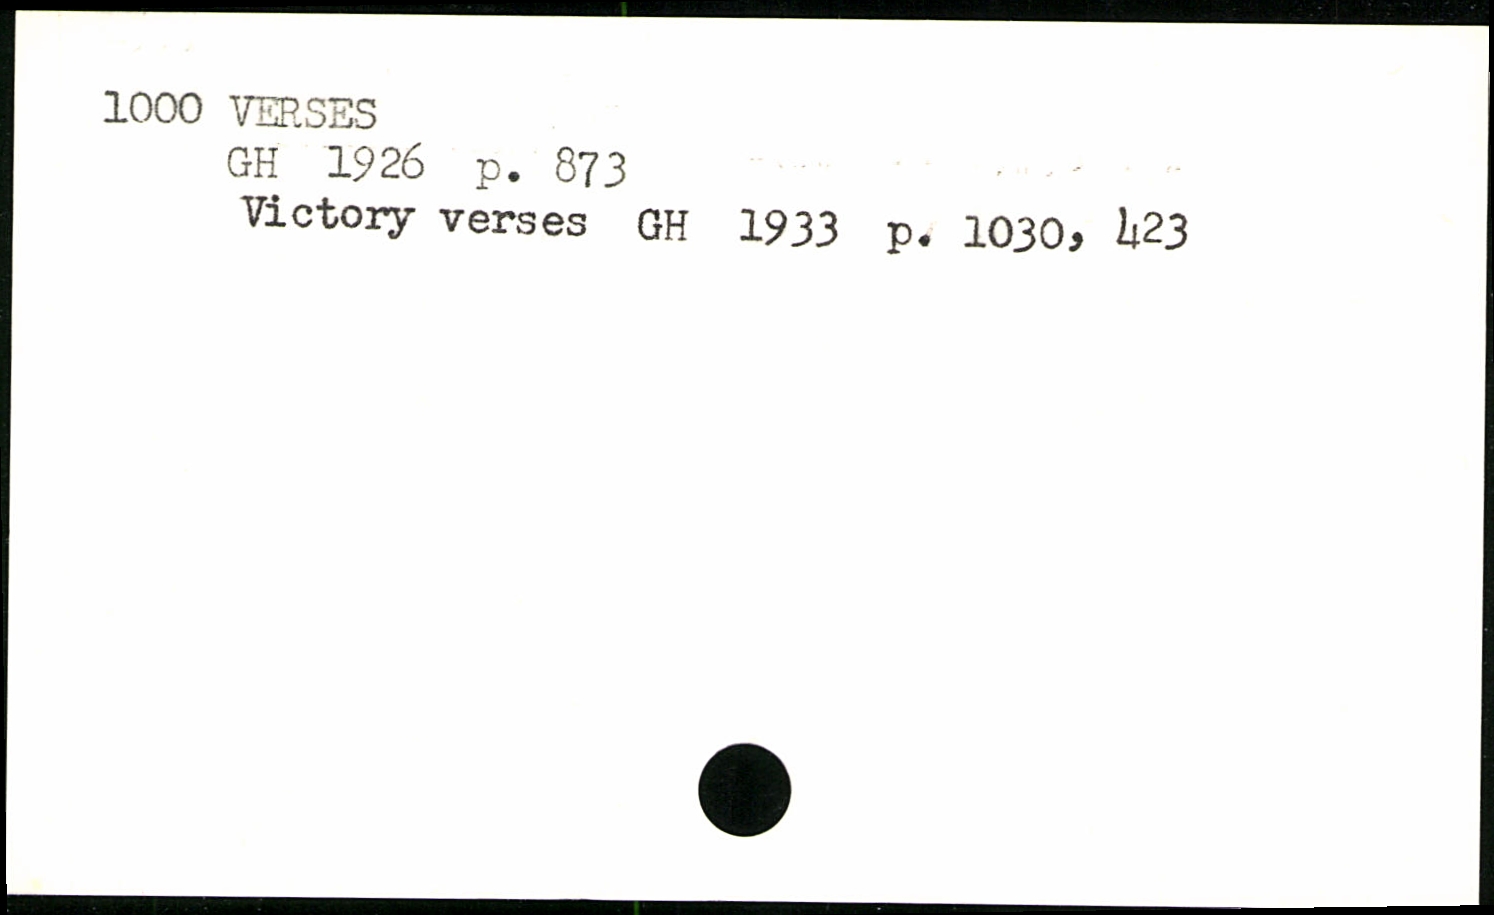 1000 VERSES
GH 1926 p. 873
Victory verses GH 1933 p. 1030, 423